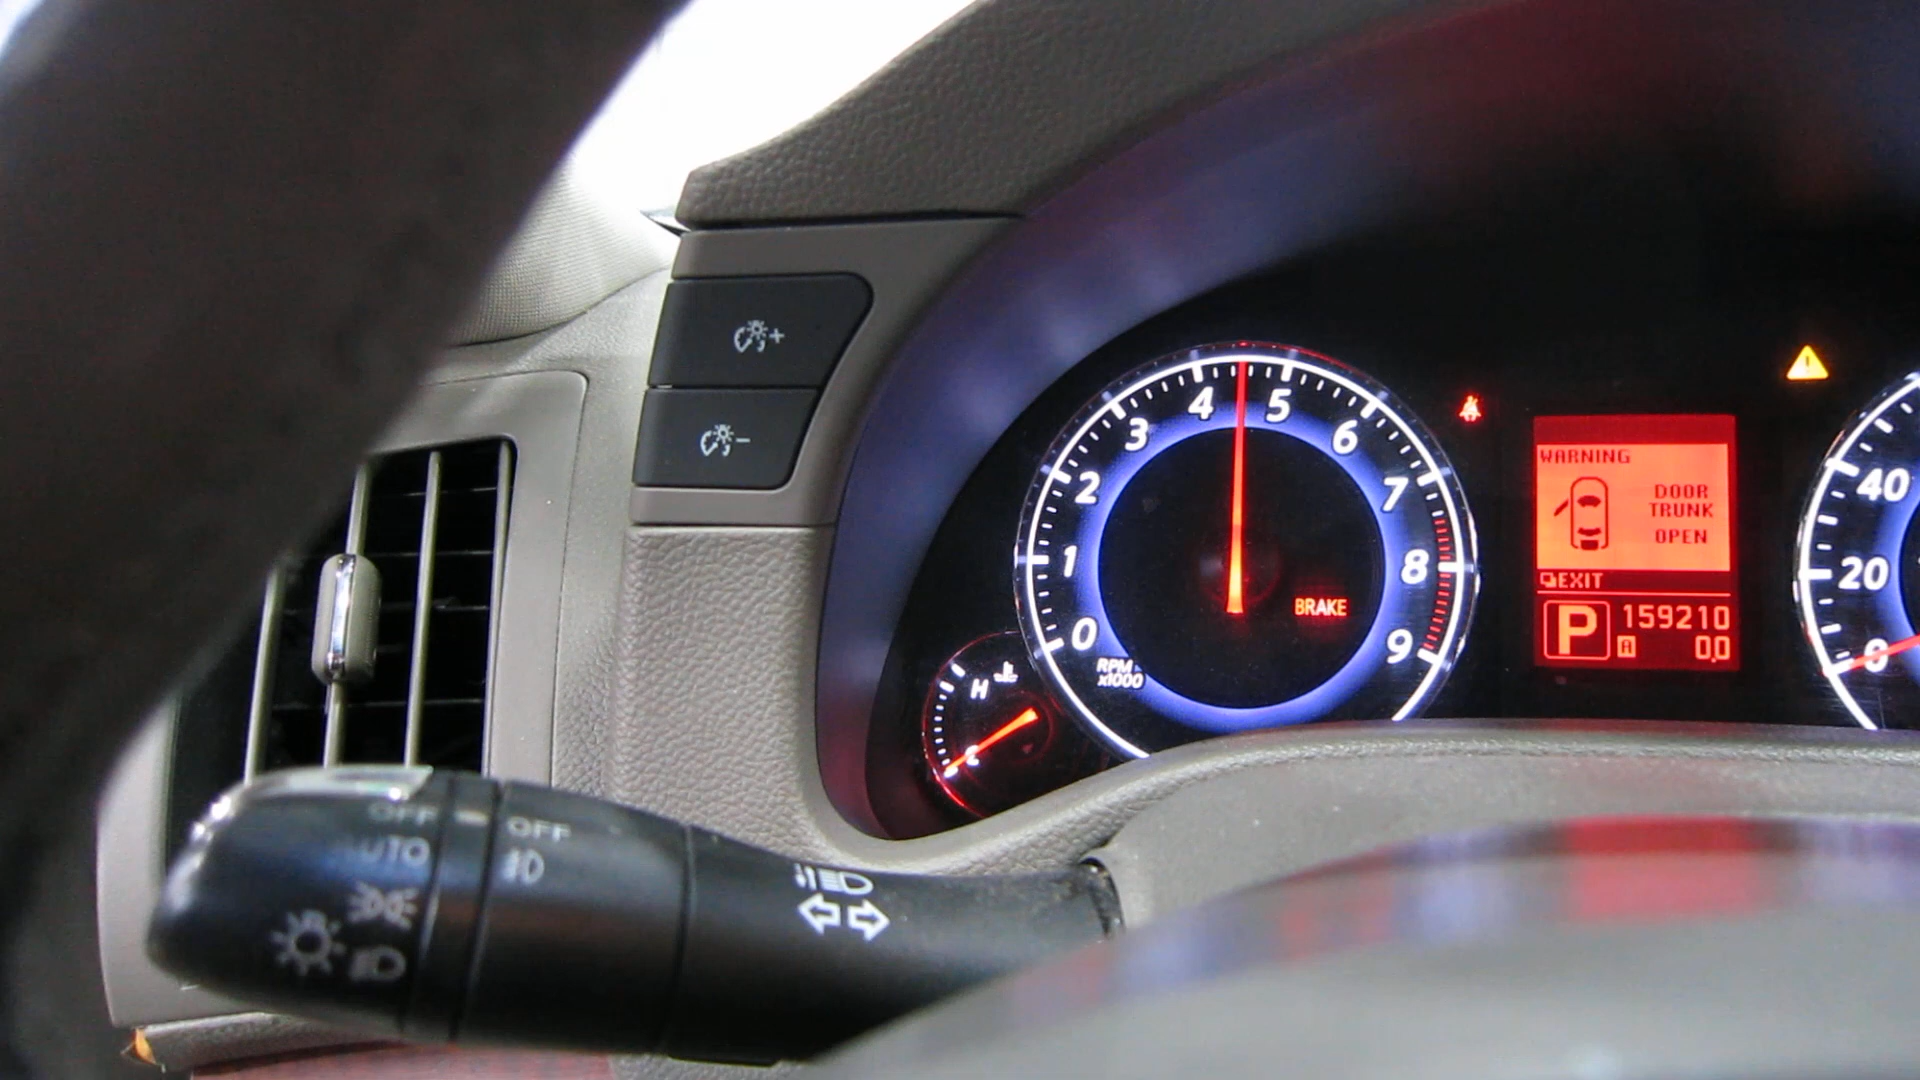 4 5
3 6
2 7
1 8
0 9
RPM
x1000
BRAKE
H
C
WARNING
DOOR
TRUNK
OPEN
EXIT
P 159210
A 0.0
40
20
0
+
-
OFF
AUTO
OFF